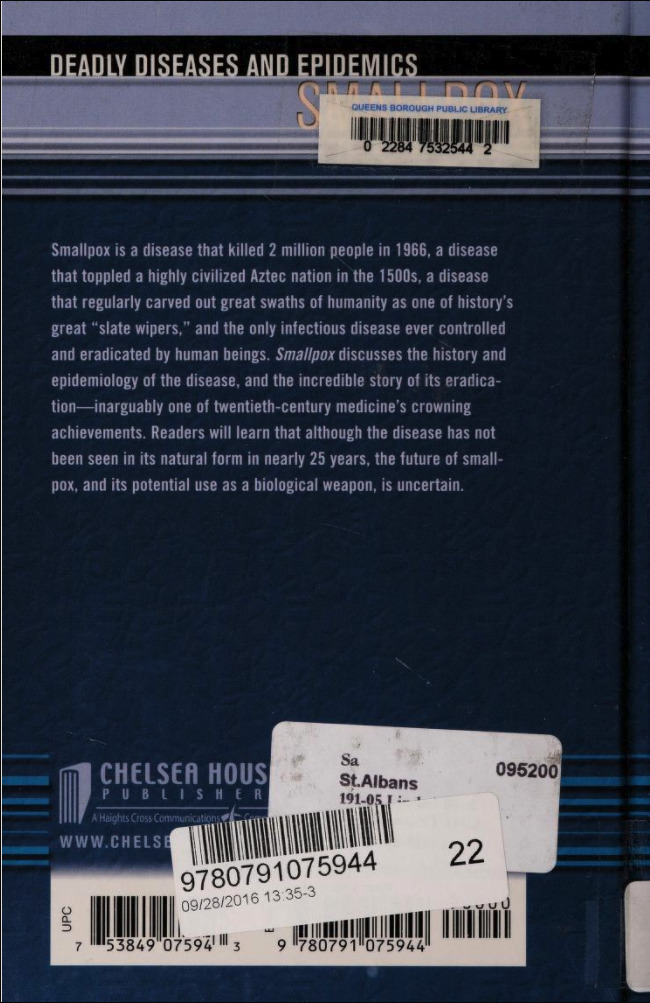 DEADLY DISEASES AND EPIDEMICS
SMALLPOX
QUEENS BOROUGH PUBLIC LIBRARY
0 2284 7532544 2
Smallpox is a disease that killed 2 million people in 1966, a disease
that toppled a highly civilized Aztec nation in the 1500s, a disease
that regularly carved out great swaths of humanity as one of history's
great “slate wipers,” and the only infectious disease ever controlled
and eradicated by human beings. Smallpox discusses the history and
epidemiology of the disease, and the incredible story of its eradica-
tion—inarguably one of twentieth-century medicine's crowning
achievements. Readers will learn that although the disease has not
been seen in its natural form in nearly 25 years, the future of small-
pox, and its potential use as a biological weapon, is uncertain.
CHELSEA HOUS
PUBLISHER
A Haights Cross Communications
WWW.CHELSE
Sa
St.Albans
191-05
095200
9780791075944
22
09/28/2016 13:35-3
UPC
7 53849 07594 3
9 780791 075944